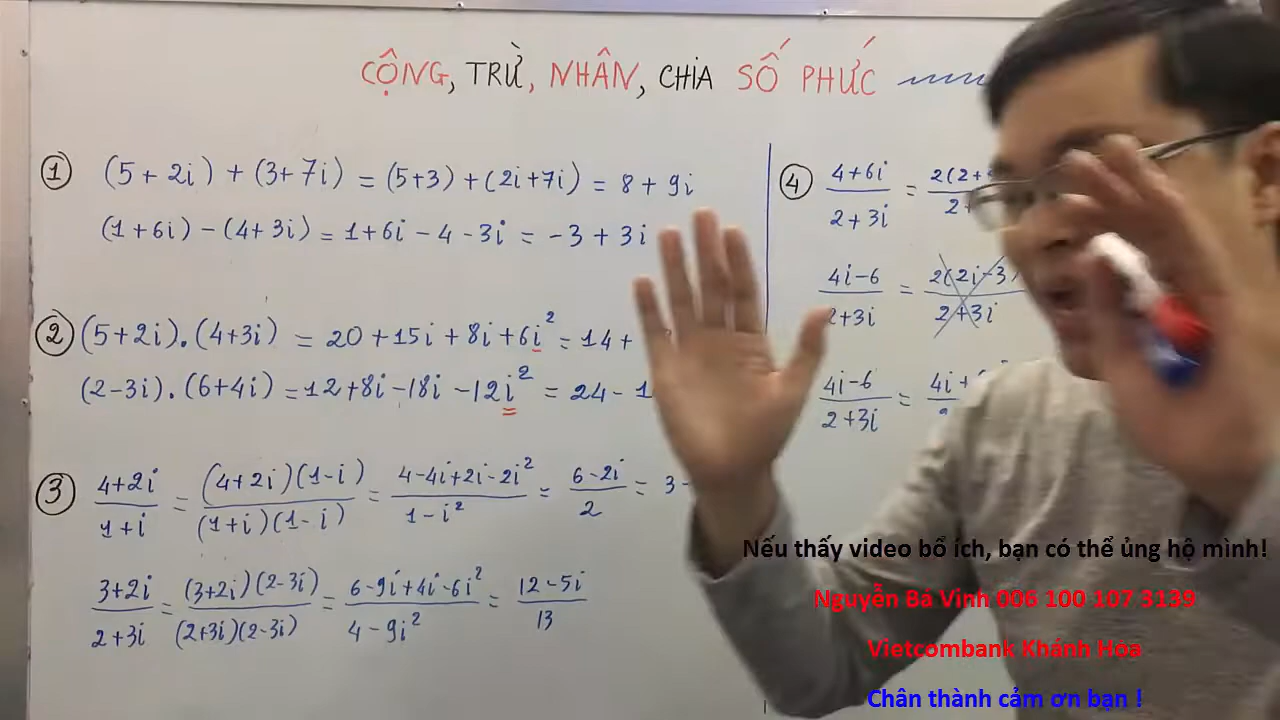 CỘNG, TRỪ, NHÂN, CHIA SỐ PHỨC
① (5+2i) + (3+7i) = (5+3) + (2i+7i) = 8 + 9i
(1+6i) - (4+3i) = 1+6i - 4 - 3i = -3 + 3i
② (5+2i).(4+3i) = 20 + 15i + 8i + 6i² = 14 +
(2-3i).(6+4i) = 12 + 8i - 18i - 12i² = 24 - 1
③ (4+2i)/(1+i) = (4+2i)(1-i)/(1+i)(1-i) = (4-4i+2i-2i²)/(1-i²) = (6-2i)/2 = 3 -
(3+2i)/(2+3i) = (3+2i)(2-3i)/(2+3i)(2-3i) = (6-9i+4i-6i²)/(4-9i²) = (12-5i)/13
④ (4+6i)/(2+3i) = 2(2+/2+
(4i-6)/(2+3i) = 2(2i-3)/(2+3i)
(4i-6)/(2+3i) = 4i+
Nếu thấy video bổ ích, bạn có thể ủng hộ mình!
Nguyễn Bá Vinh 006 100 107 3139
Vietcombank Khánh Hòa
Chân thành cảm ơn bạn !